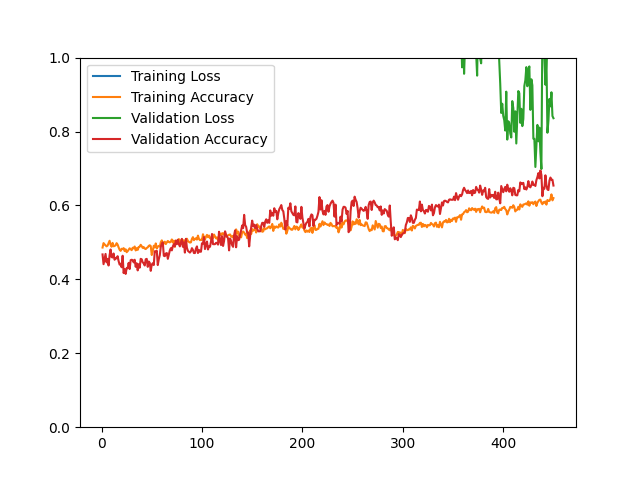 1.0
0.8
0.6
0.4
0.2
0.0
Training Loss
Training Accuracy
Validation Loss
Validation Accuracy
0 100 200 300 400